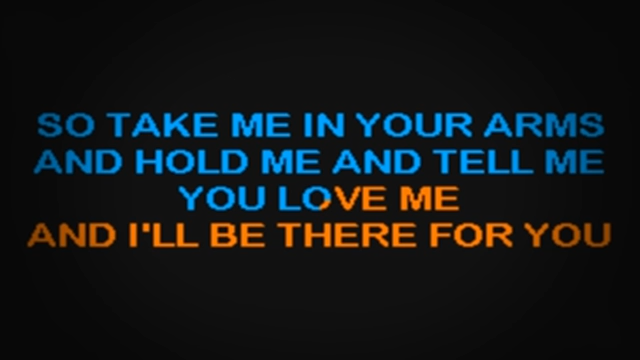 SO TAKE ME IN YOUR ARMS
AND HOLD ME AND TELL ME
YOU LOVE ME
AND I'LL BE THERE FOR YOU